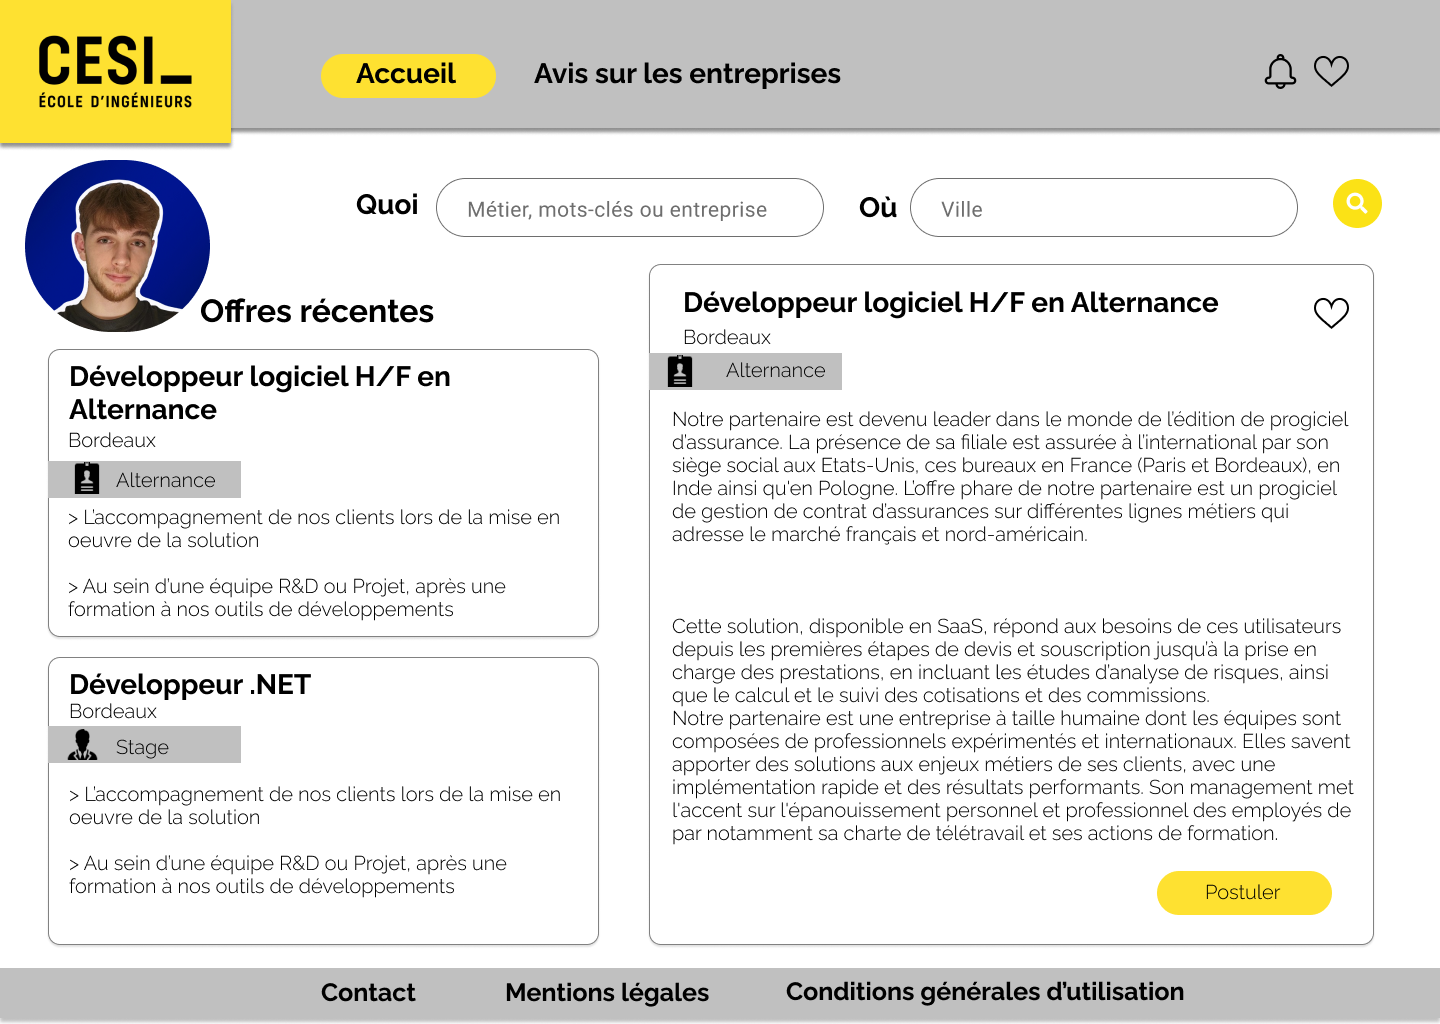 CESI_
ÉCOLE D'INGÉNIEURS
Accueil
Avis sur les entreprises
Quoi
Métier, mots-clés ou entreprise
Où
Ville
Offres récentes
Développeur logiciel H/F en
Alternance
Bordeaux
Alternance
> L’accompagnement de nos clients lors de la mise en
oeuvre de la solution
> Au sein d’une équipe R&D ou Projet, après une
formation à nos outils de développements
Développeur .NET
Bordeaux
Stage
> L’accompagnement de nos clients lors de la mise en
oeuvre de la solution
> Au sein d’une équipe R&D ou Projet, après une
formation à nos outils de développements
Développeur logiciel H/F en Alternance
Bordeaux
Alternance
Notre partenaire est devenu leader dans le monde de l’édition de progiciel
d’assurance. La présence de sa filiale est assurée à l’international par son
siège social aux Etats-Unis, ces bureaux en France (Paris et Bordeaux), en
Inde ainsi qu'en Pologne. L’offre phare de notre partenaire est un progiciel
de gestion de contrat d’assurances sur différentes lignes métiers qui
adresse le marché français et nord-américain.
Cette solution, disponible en SaaS, répond aux besoins de ces utilisateurs
depuis les premières étapes de devis et souscription jusqu’à la prise en
charge des prestations, en incluant les études d’analyse de risques, ainsi
que le calcul et le suivi des cotisations et des commissions.
Notre partenaire est une entreprise à taille humaine dont les équipes sont
composées de professionnels expérimentés et internationaux. Elles savent
apporter des solutions aux enjeux métiers de ses clients, avec une
implémentation rapide et des résultats performants. Son management met
l'accent sur l'épanouissement personnel et professionnel des employés de
par notamment sa charte de télétravail et ses actions de formation.
Postuler
Contact
Mentions légales
Conditions générales d’utilisation